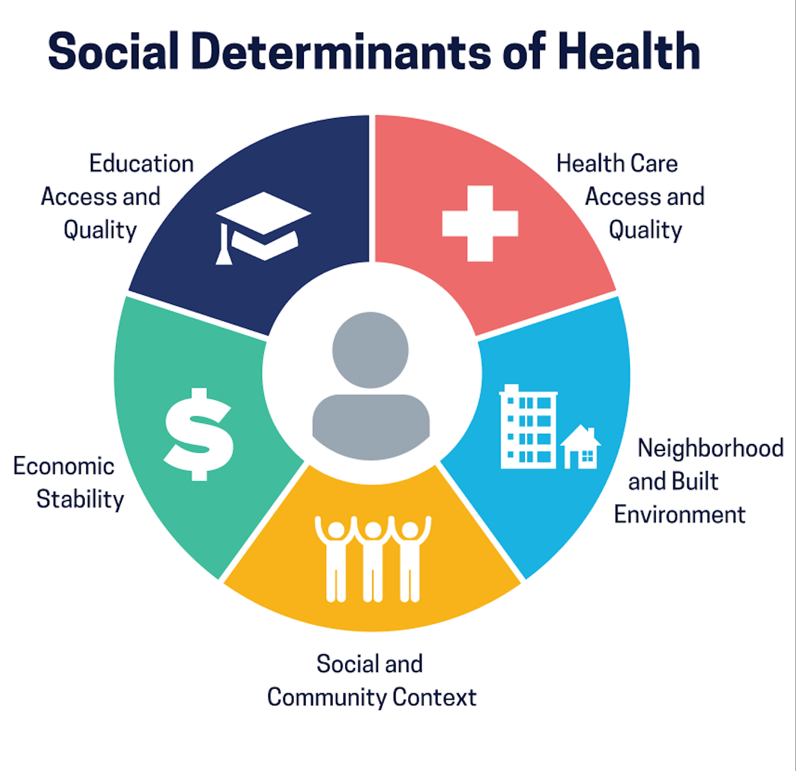 Social Determinants of Health
Education
Access and
Quality
Health Care
Access and
Quality
Economic
Stability
Neighborhood
and Built
Environment
Social and
Community Context